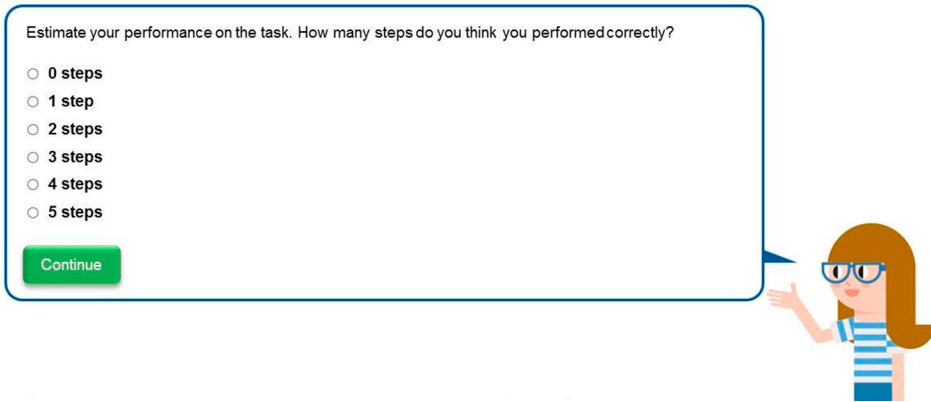 Estimate your performance on the task. How many steps do you think you performed correctly?
0 steps
1 step
2 steps
3 steps
4 steps
5 steps
Continue